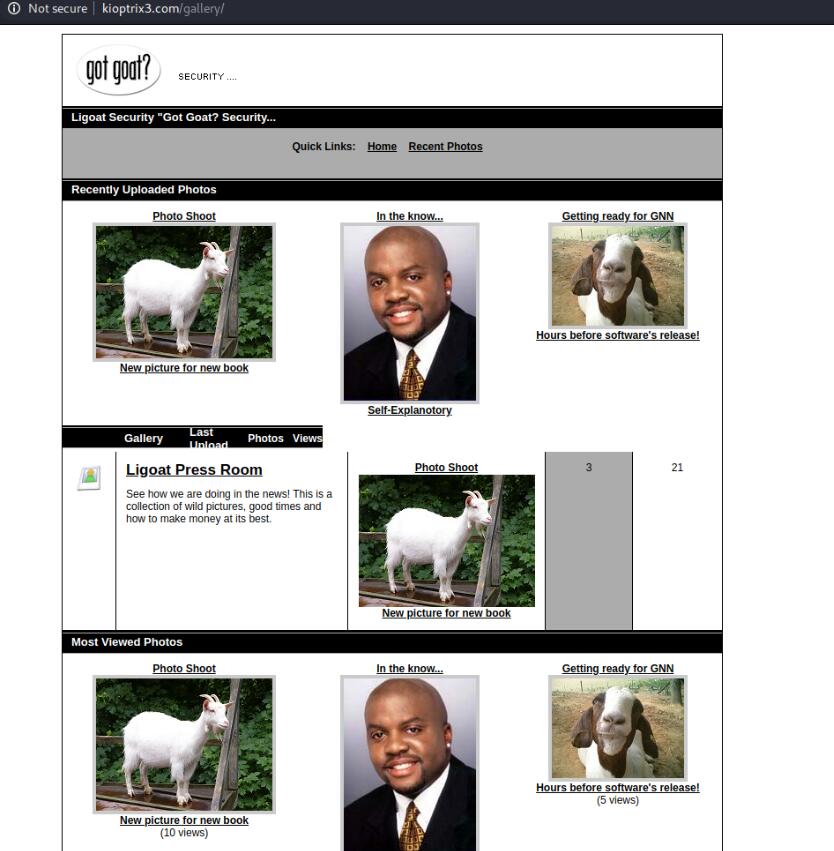 Not secure | kioptrix3.com/gallery/
got goat?
SECURITY ....
Ligoat Security "Got Goat? Security...
Quick Links: Home Recent Photos
Recently Uploaded Photos
Photo Shoot In the know... Getting ready for GNN
Hours before software's release!
New picture for new book
Self-Explanotory
Gallery Last Upload Photos Views
Ligoat Press Room
Photo Shoot
3 21
See how we are doing in the news! This is a
collection of wild pictures, good times and
how to make money at its best.
New picture for new book
Most Viewed Photos
Photo Shoot In the know... Getting ready for GNN
Hours before software's release!
(5 views)
New picture for new book
(10 views)